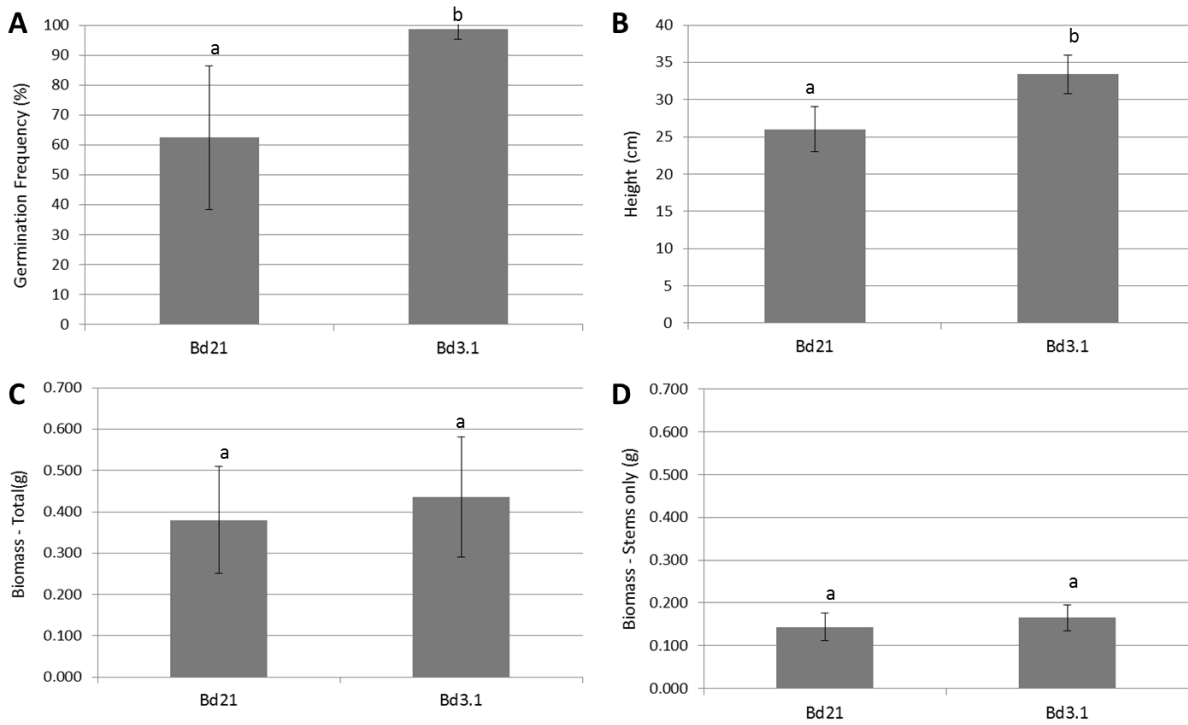 A
Germination Frequency (%)
100
90
80
70
60
50
40
30
20
10
0
a
b
Bd21
Bd3.1
B
Height (cm)
40
35
30
25
20
15
10
5
0
a
b
Bd21
Bd3.1
C
Biomass - Total(g)
0.700
0.600
0.500
0.400
0.300
0.200
0.100
0.000
a
a
Bd21
Bd3.1
D
Biomass - Stems only (g)
0.700
0.600
0.500
0.400
0.300
0.200
0.100
0.000
a
a
Bd21
Bd3.1